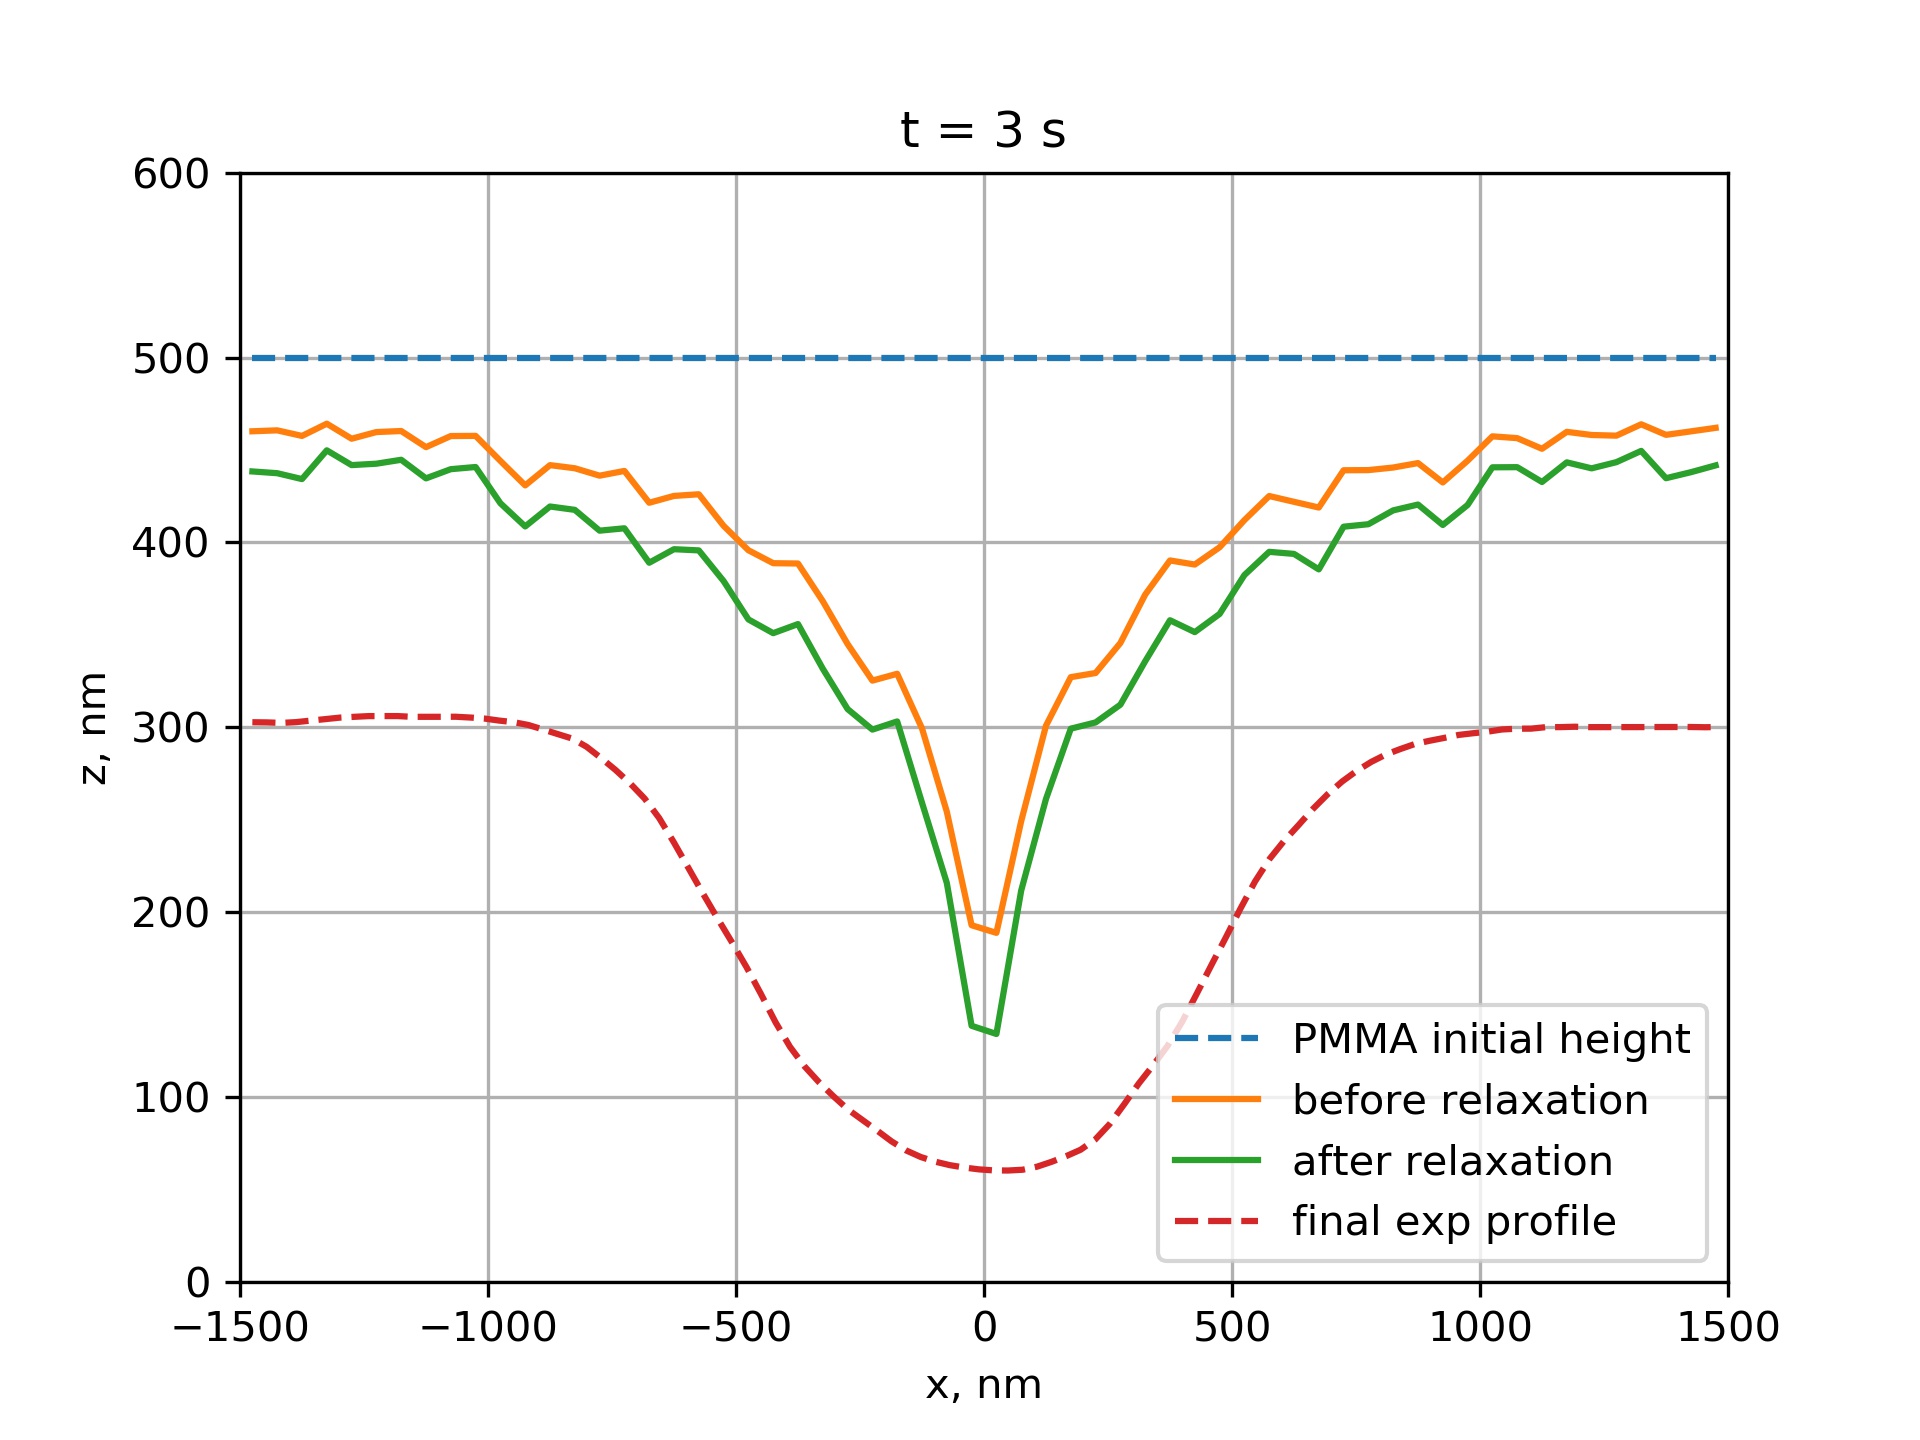 t = 3 s
600
500
400
300
200
100
0
z, nm
−1500 −1000 −500 0 500 1000 1500
x, nm
PMMA initial height
before relaxation
after relaxation
final exp profile